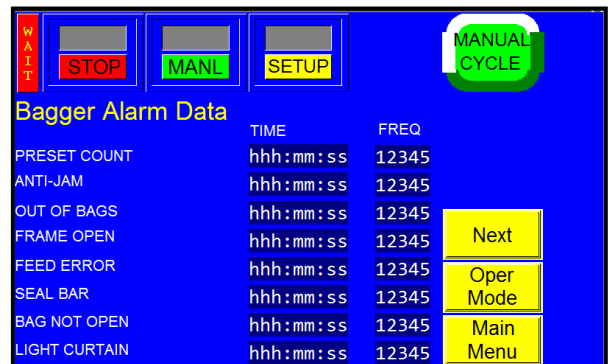 WAIT
STOP
MANL
SETUP
MANUAL
CYCLE
Bagger Alarm Data
TIME FREQ
PRESET COUNT hhh:mm:ss 12345
ANTI-JAM hhh:mm:ss 12345
OUT OF BAGS hhh:mm:ss 12345
FRAME OPEN hhh:mm:ss 12345
FEED ERROR hhh:mm:ss 12345
SEAL BAR hhh:mm:ss 12345
BAG NOT OPEN hhh:mm:ss 12345
LIGHT CURTAIN hhh:mm:ss 12345
Next
Oper
Mode
Main
Menu